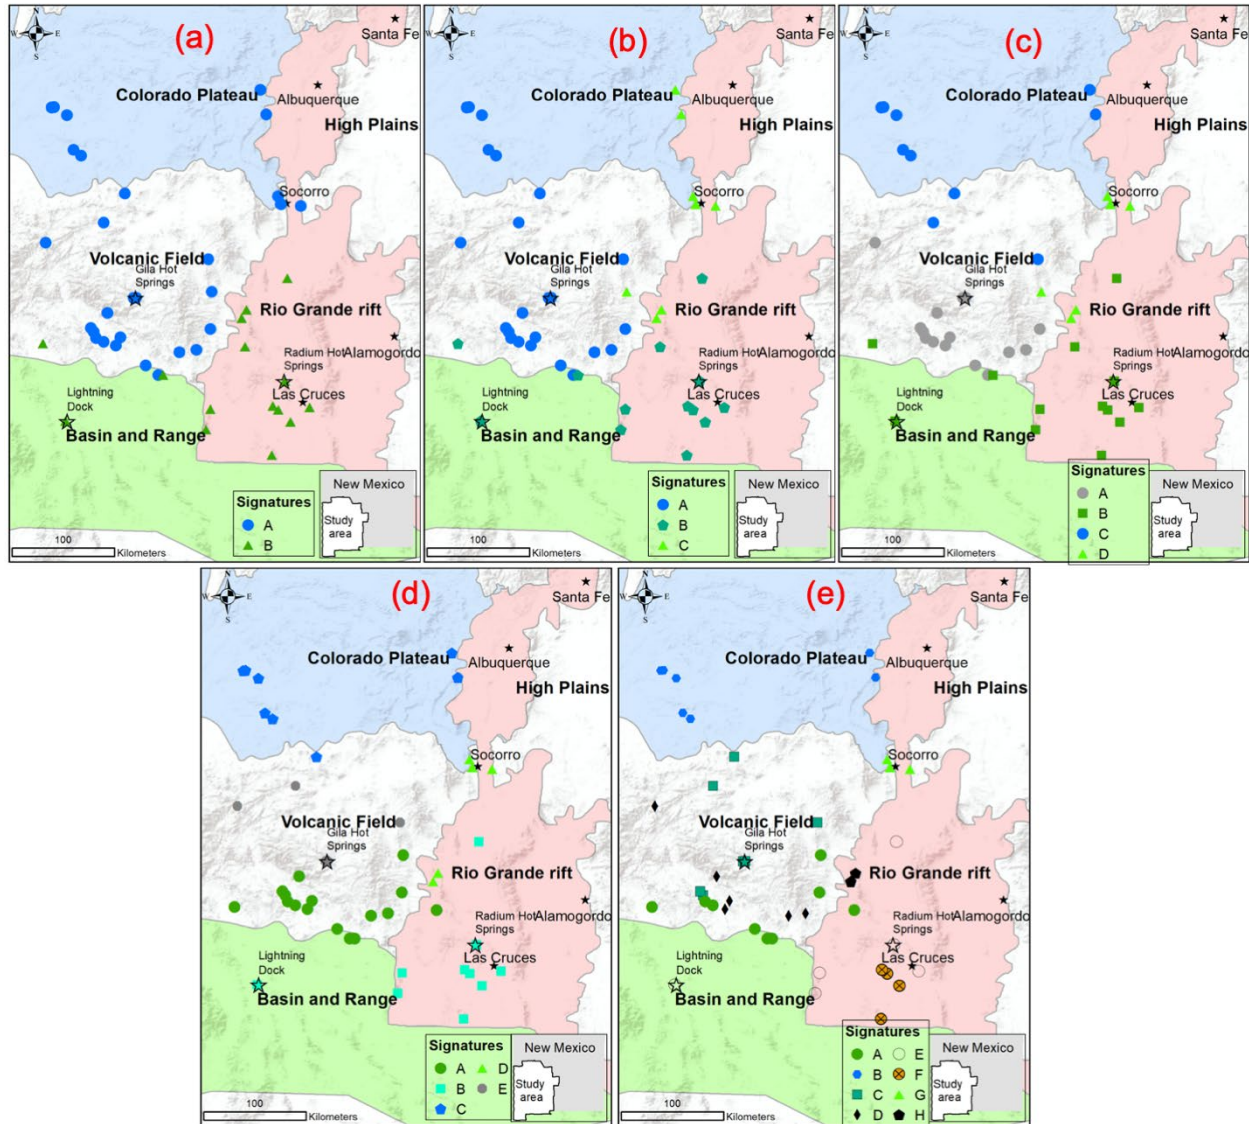 (a)
N
W E
S
Santa Fe
Colorado Plateau
Albuquerque
High Plains
Socorro
Volcanic Field
Gila Hot
Springs
Rio Grande rift
Radium Hot
Springs
Alamogordo
Las Cruces
Lightning
Dock
Basin and Range
Signatures
A
B
New Mexico
Study
area
100
Kilometers
(b)
N
W E
S
Santa Fe
Colorado Plateau
Albuquerque
High Plains
Socorro
Volcanic Field
Gila Hot
Springs
Rio Grande rift
Radium Hot
Springs
Alamogordo
Las Cruces
Lightning
Dock
Basin and Range
Signatures
A
B
C
New Mexico
Study
area
100
Kilometers
(c)
N
W E
S
Santa Fe
Colorado Plateau
Albuquerque
High Plains
Socorro
Volcanic Field
Gila Hot
Springs
Rio Grande rift
Radium Hot
Springs
Alamogordo
Las Cruces
Lightning
Dock
Basin and Range
Signatures
A
B
C
D
New Mexico
Study
area
100
Kilometers
(d)
N
W E
S
Santa Fe
Colorado Plateau
Albuquerque
High Plains
Socorro
Volcanic Field
Gila Hot
Springs
Rio Grande rift
Radium Hot
Springs
Alamogordo
Las Cruces
Lightning
Dock
Basin and Range
Signatures
A D
B E
C
New Mexico
Study
area
100
Kilometers
(e)
N
W E
S
Santa Fe
Colorado Plateau
Albuquerque
High Plains
Socorro
Volcanic Field
Gila Hot
Springs
Rio Grande rift
Radium Hot
Springs
Alamogordo
Las Cruces
Lightning
Dock
Basin and Range
Signatures
A E
B F
C G
D H
New Mexico
Study
area
100
Kilometers